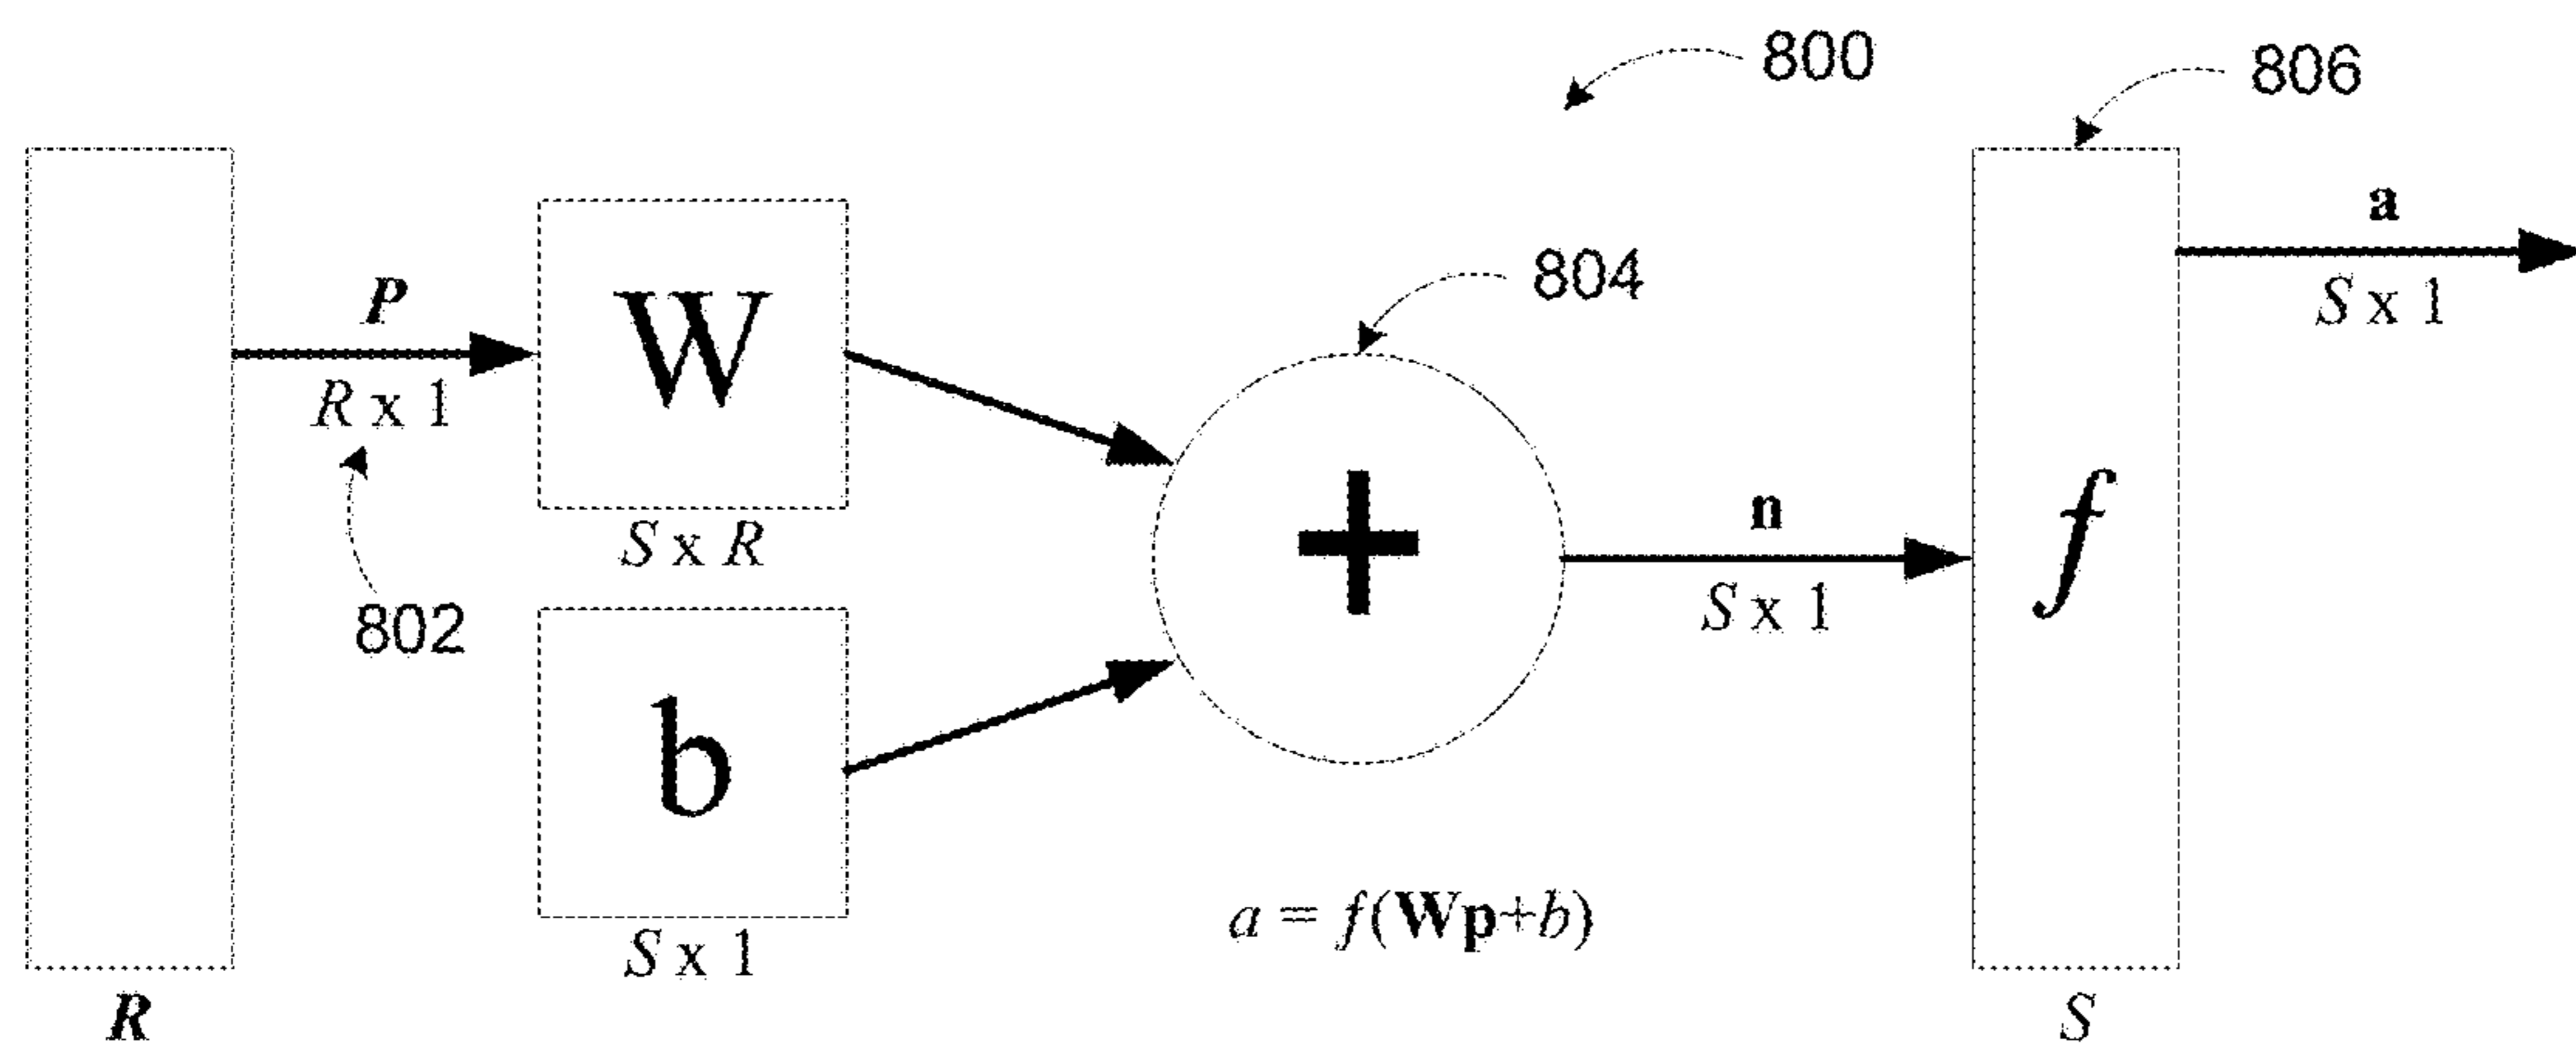 800
806
a
S x 1
P
R x 1
802
W
S x R
804
+
n
S x 1
f
b
S x 1
a = f(Wp+b)
R
S